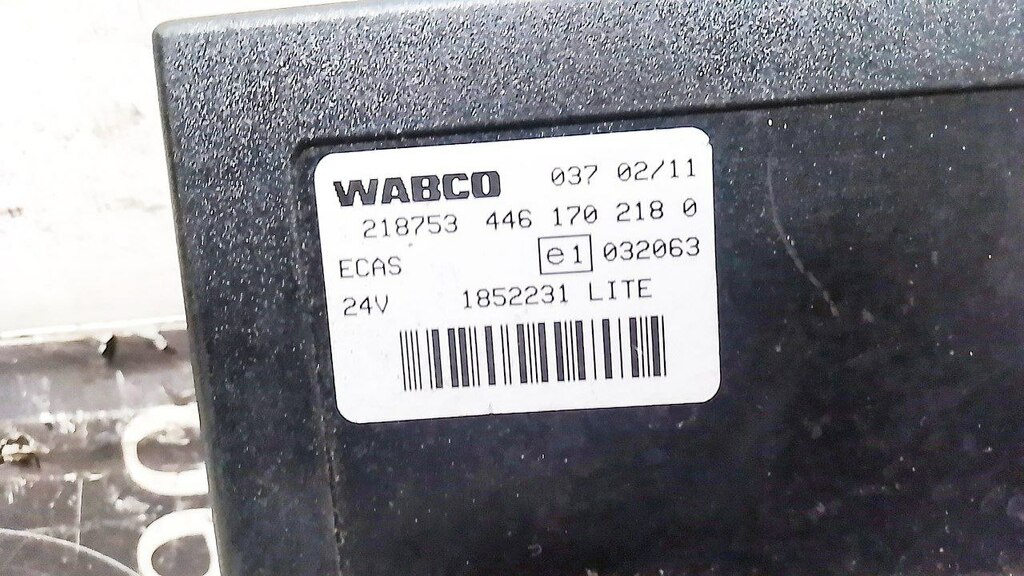 WABCO 037 02/11
218753 446 170 218 0
ECAS e1 032063
24V 1852231 LITE